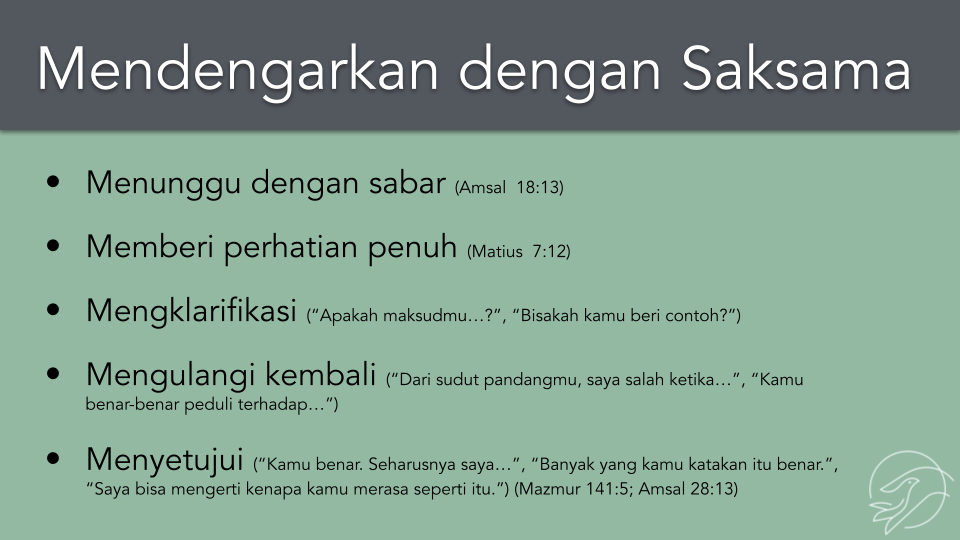 Mendengarkan dengan Saksama
• Menunggu dengan sabar (Amsal 18:13)
• Memberi perhatian penuh (Matius 7:12)
• Mengklarifikasi (“Apakah maksudmu…?”, “Bisakah kamu beri contoh?”)
• Mengulangi kembali (“Dari sudut pandangmu, saya salah ketika…”, “Kamu
benar-benar peduli terhadap…”)
• Menyetujui (“Kamu benar. Seharusnya saya…”, “Banyak yang kamu katakan itu benar.”,
“Saya bisa mengerti kenapa kamu merasa seperti itu.”) (Mazmur 141:5; Amsal 28:13)